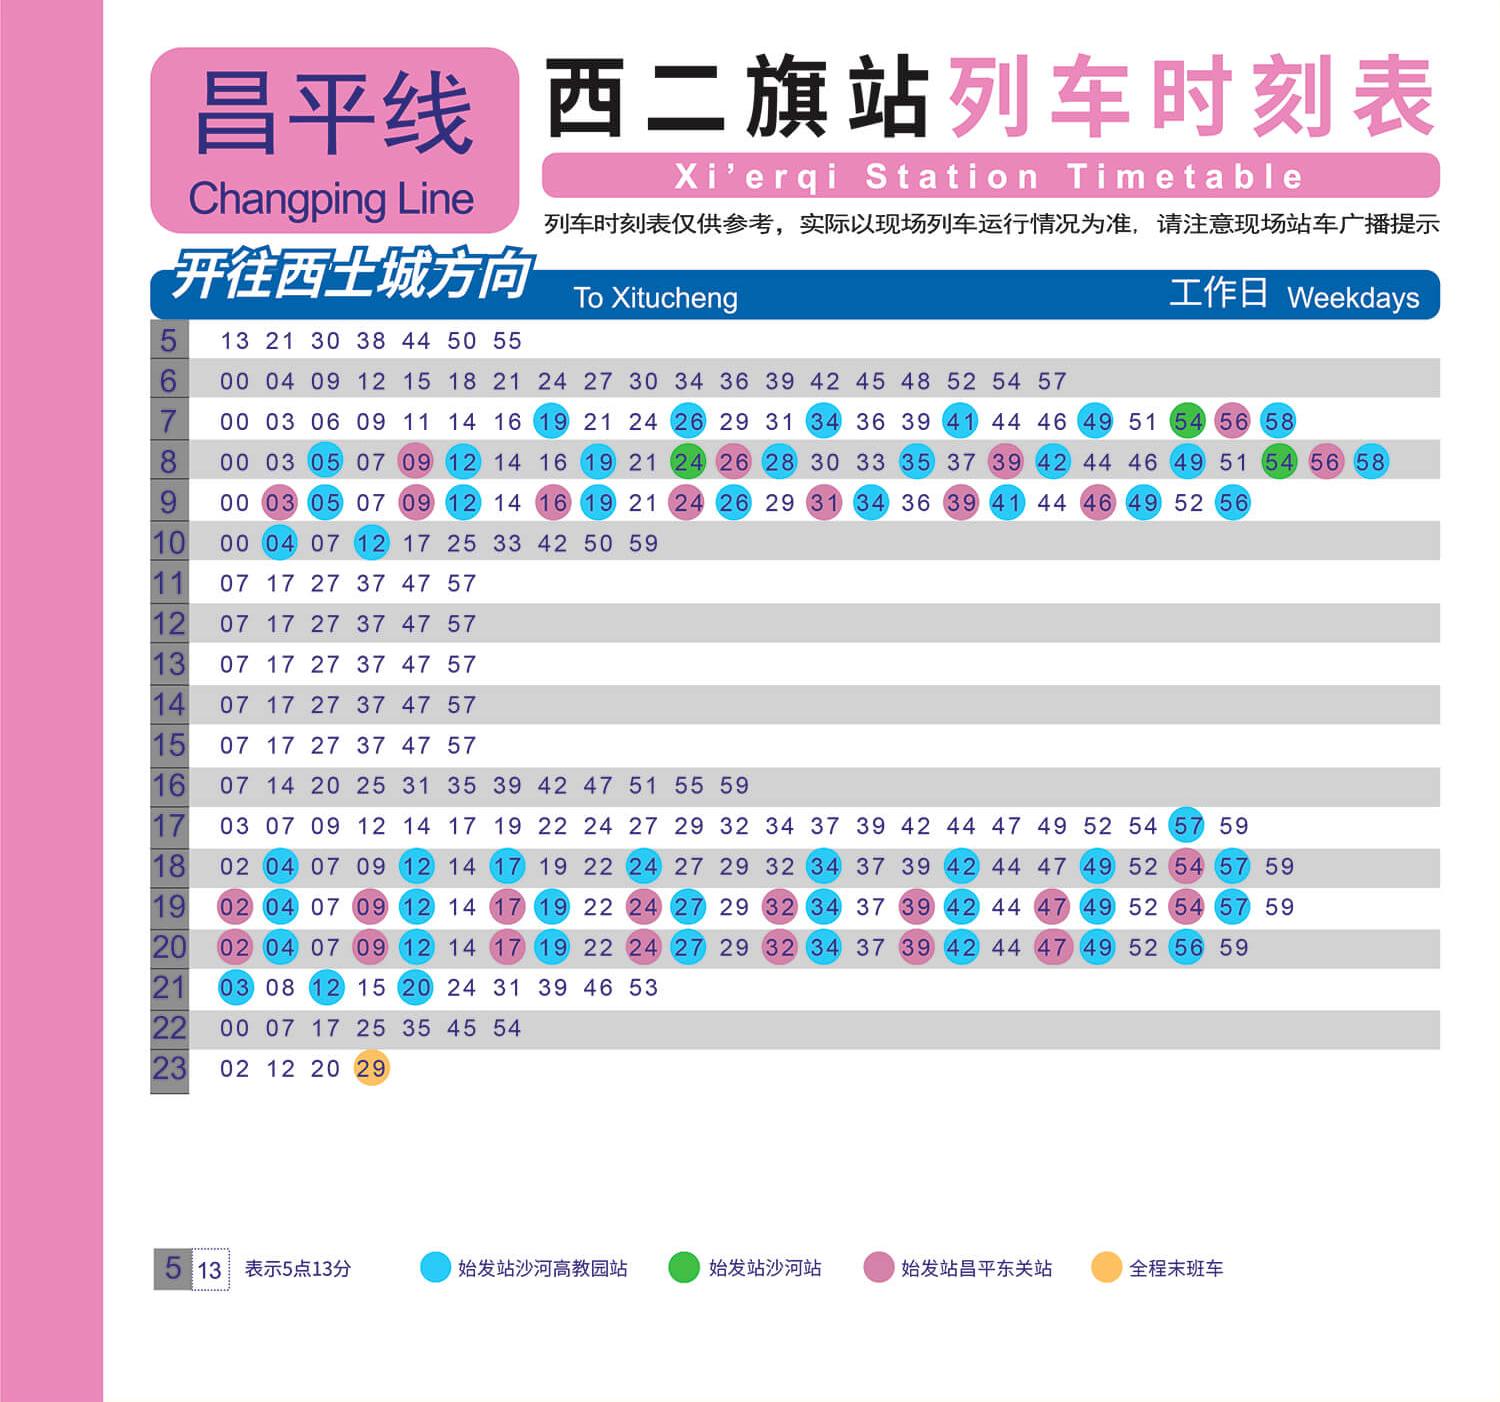 昌平线
Changping Line
西二旗站列车时刻表
Xi’erqi Station Timetable
列车时刻表仅供参考，实际以现场列车运行情况为准，请注意现场站车广播提示
开往西土城方向 To Xitucheng 工作日 Weekdays
5 13 21 30 38 44 50 55
6 00 04 09 12 15 18 21 24 27 30 34 36 39 42 45 48 52 54 57
7 00 03 06 09 11 14 16 19 21 24 26 29 31 34 36 39 41 44 46 49 51 54 56 58
8 00 03 05 07 09 12 14 16 19 21 24 26 28 30 33 35 37 39 42 44 46 49 51 54 56 58
9 00 03 05 07 09 12 14 16 19 21 24 26 29 31 34 36 39 41 44 46 49 52 56
10 00 04 07 12 17 25 33 42 50 59
11 07 17 27 37 47 57
12 07 17 27 37 47 57
13 07 17 27 37 47 57
14 07 17 27 37 47 57
15 07 17 27 37 47 57
16 07 14 20 25 31 35 39 42 47 51 55 59
17 03 07 09 12 14 17 19 22 24 27 29 32 34 37 39 42 44 47 49 52 54 57 59
18 02 04 07 09 12 14 17 19 22 24 27 29 32 34 37 39 42 44 47 49 52 54 57 59
19 02 04 07 09 12 14 17 19 22 24 27 29 32 34 37 39 42 44 47 49 52 54 57 59
20 02 04 07 09 12 14 17 19 22 24 27 29 32 34 37 39 42 44 47 49 52 56 59
21 03 08 12 15 20 24 31 39 46 53
22 00 07 17 25 35 45 54
23 02 12 20 29
5 13 表示5点13分 始发站沙河高教园站 始发站沙河站 始发站昌平东关站 全程末班车